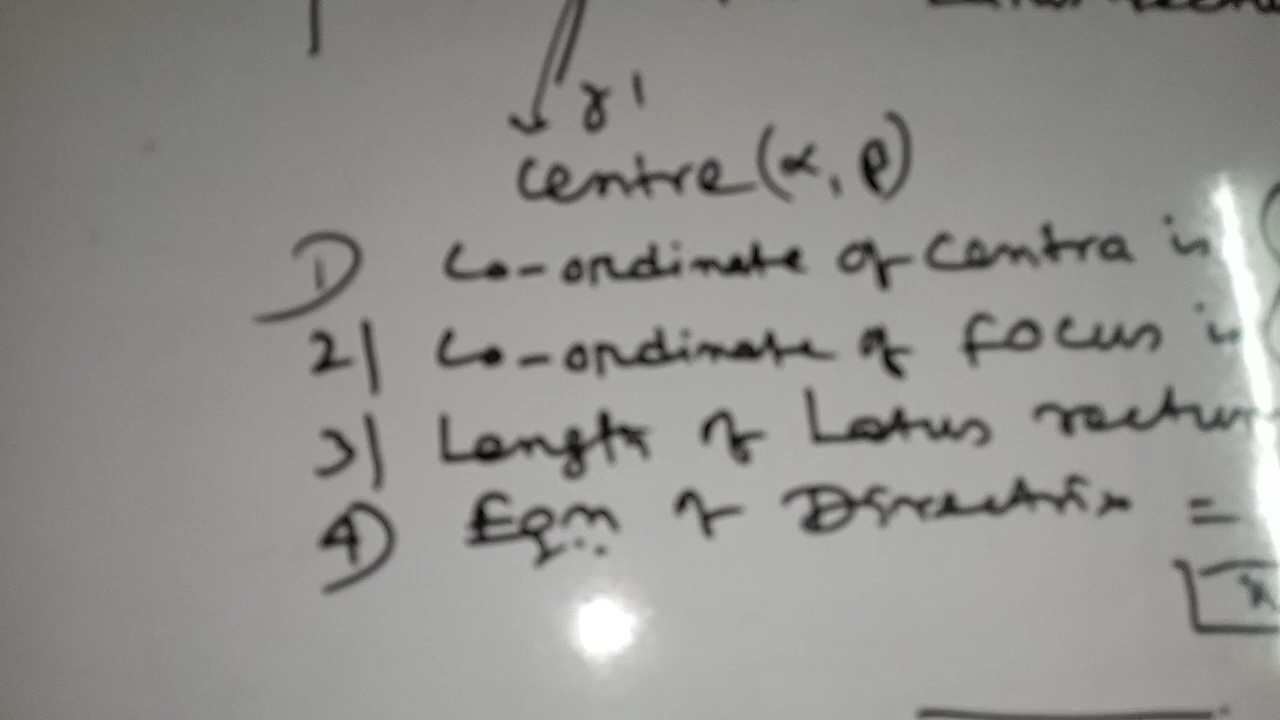 y'
centre (α, β)
1) Co-ordinate of centra is (
2) Co-ordinate of focus is (
3) Length of Latus rectum
4) Eqn of Directrix =
x